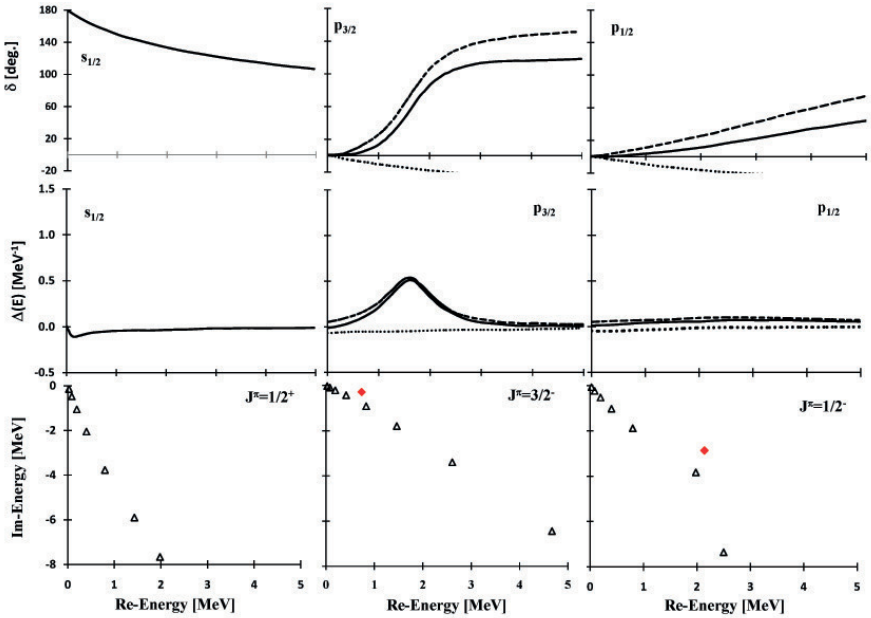 180
140
100
60
20
-20
δ [deg.]
s1/2
p3/2
p1/2
1.5
1.0
0.5
0.0
-0.5
Δ(E) [MeV-1]
s1/2
p3/2
p1/2
0
-2
-4
-6
-8
Im-Energy [MeV]
Jπ=1/2+
Jπ=3/2-
Jπ=1/2-
0 1 2 3 4 5
0 1 2 3 4 5
0 1 2 3 4 5
Re-Energy [MeV]
Re-Energy [MeV]
Re-Energy [MeV]